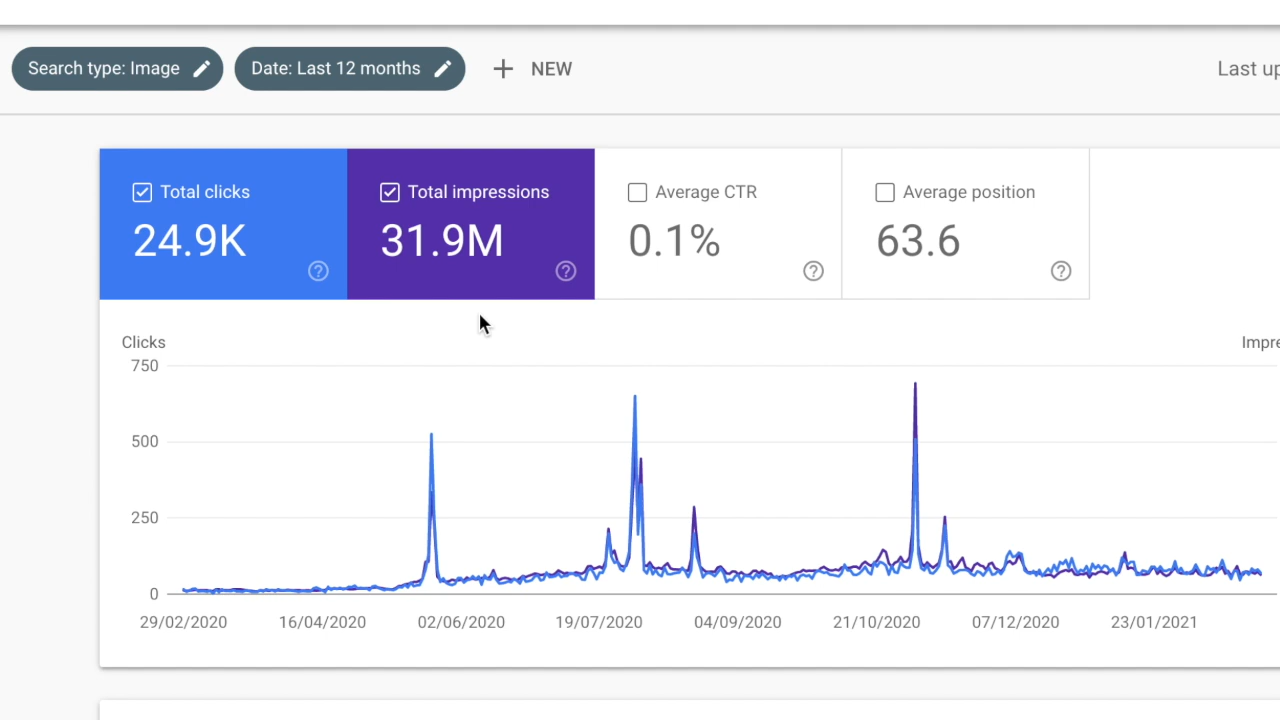 Search type: Image
Date: Last 12 months
+ NEW
Last up
Total clicks
24.9K
Total impressions
31.9M
Average CTR
0.1%
Average position
63.6
Clicks
Impre
750
500
250
0
29/02/2020 16/04/2020 02/06/2020 19/07/2020 04/09/2020 21/10/2020 07/12/2020 23/01/2021